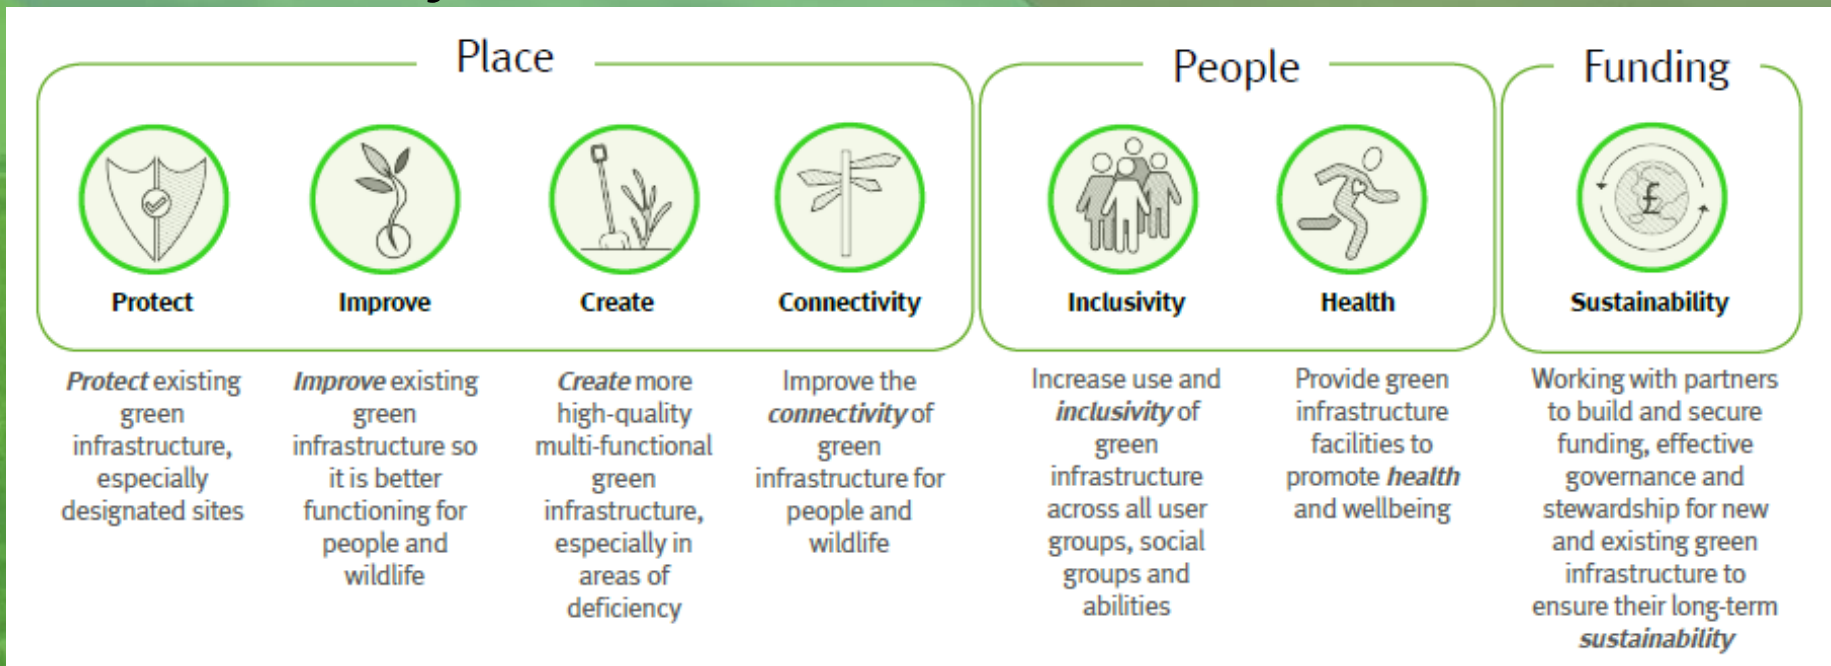 Place
People
Funding
£
Protect
Improve
Create
Connectivity
Inclusivity
Health
Sustainability
Protect existing
green
infrastructure,
especially
designated sites
Improve existing
green
infrastructure so
it is better
functioning for
people and
wildlife
Create more
high-quality
multi-functional
green
infrastructure,
especially in
areas of
deficiency
Improve the
connectivity of
green
infrastructure for
people and
wildlife
Increase use and
inclusivity of
green
infrastructure
across all user
groups, social
groups and
abilities
Provide green
infrastructure
facilities to
promote health
and wellbeing
Working with partners
to build and secure
funding, effective
governance and
stewardship for new
and existing green
infrastructure to
ensure their long-term
sustainability